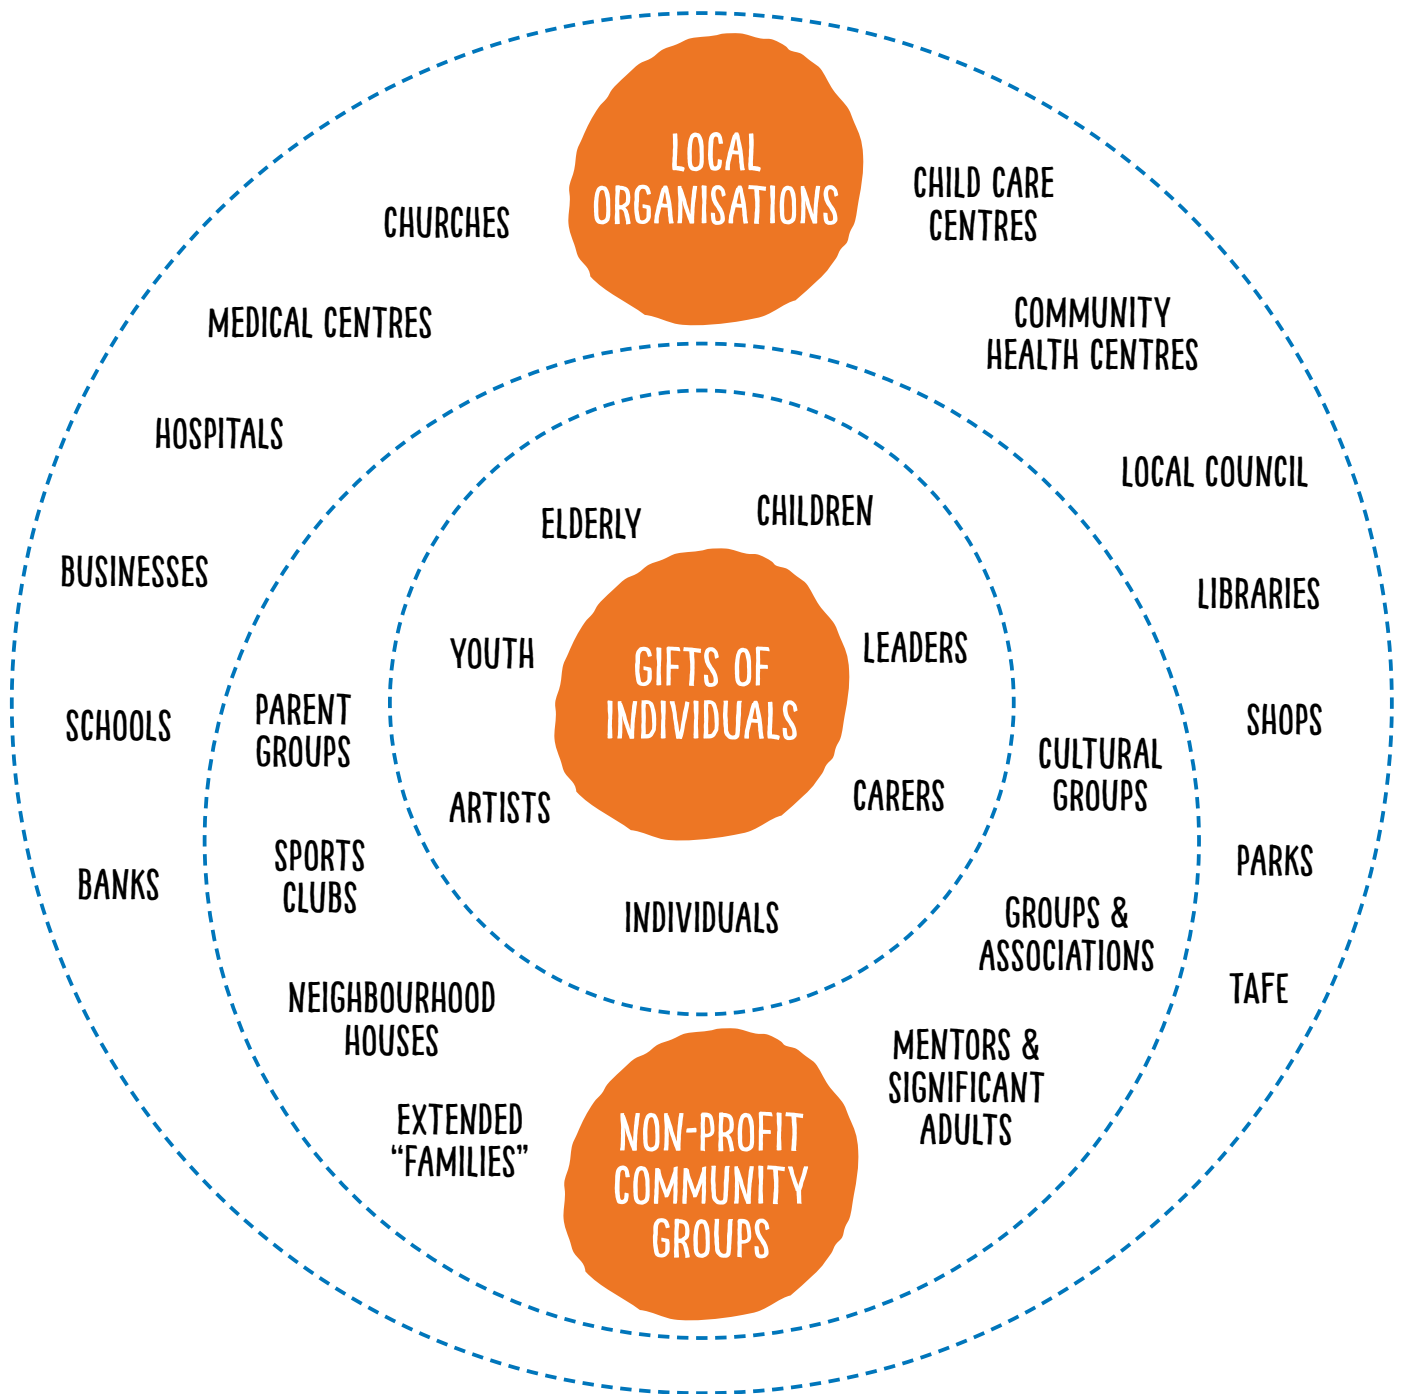 LOCAL
ORGANISATIONS
CHILD CARE
CENTRES
CHURCHES
MEDICAL CENTRES
COMMUNITY
HEALTH CENTRES
HOSPITALS
LOCAL COUNCIL
ELDERLY
CHILDREN
BUSINESSES
LIBRARIES
YOUTH
GIFTS OF
INDIVIDUALS
LEADERS
SCHOOLS
PARENT
GROUPS
SHOPS
CULTURAL
GROUPS
ARTISTS
CARERS
SPORTS
CLUBS
PARKS
BANKS
INDIVIDUALS
GROUPS &
ASSOCIATIONS
TAFE
NEIGHBOURHOOD
HOUSES
MENTORS &
SIGNIFICANT
ADULTS
EXTENDED
“FAMILIES”
NON-PROFIT
COMMUNITY
GROUPS